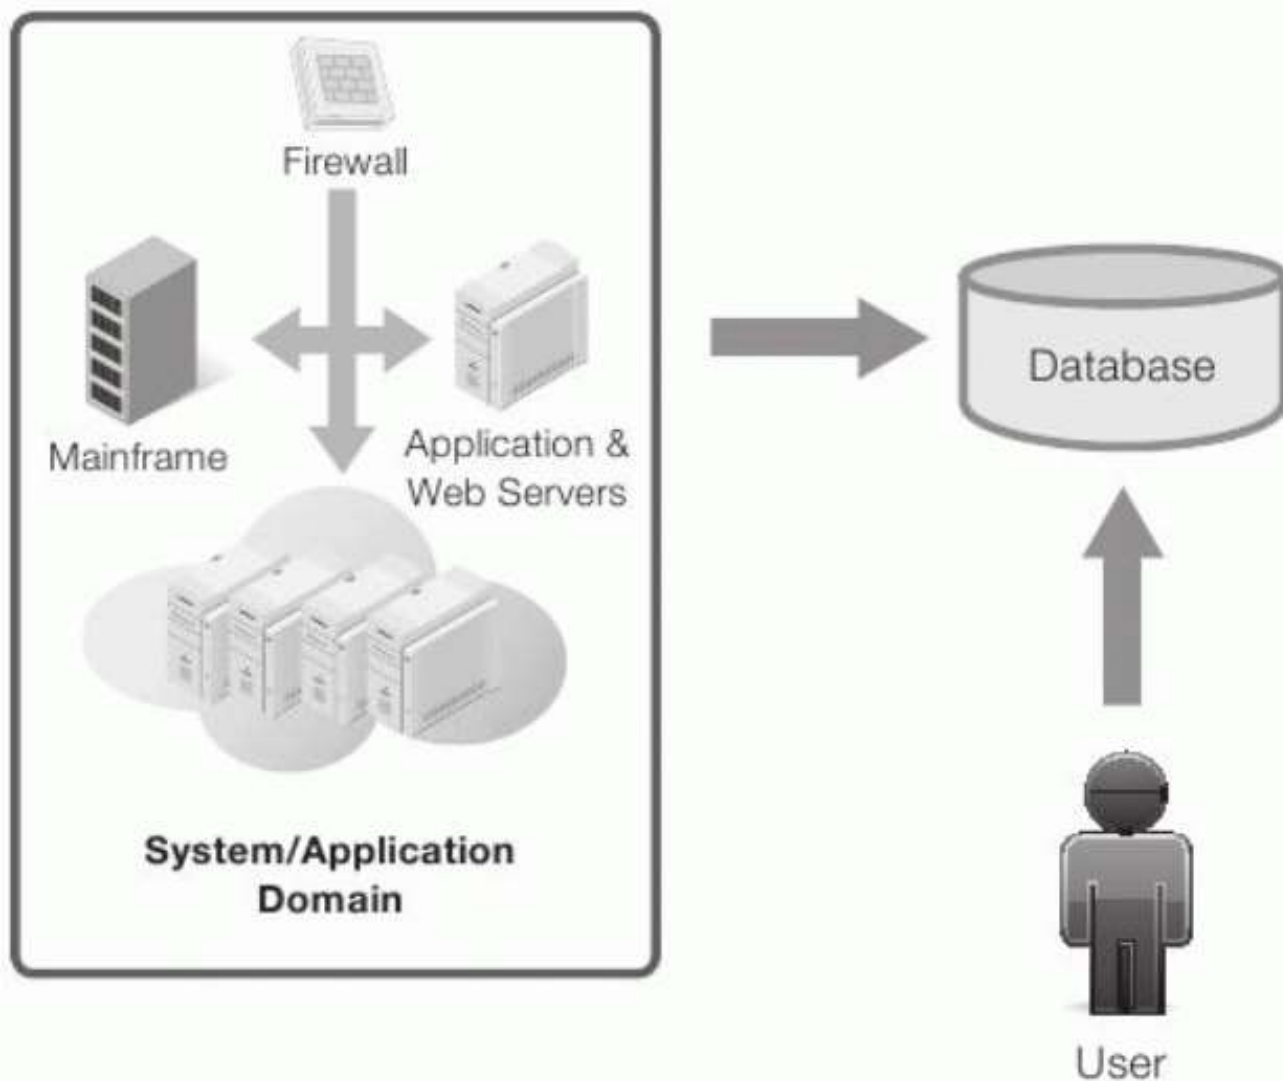 Firewall
Mainframe
Application &
Web Servers
System/Application
Domain
Database
User